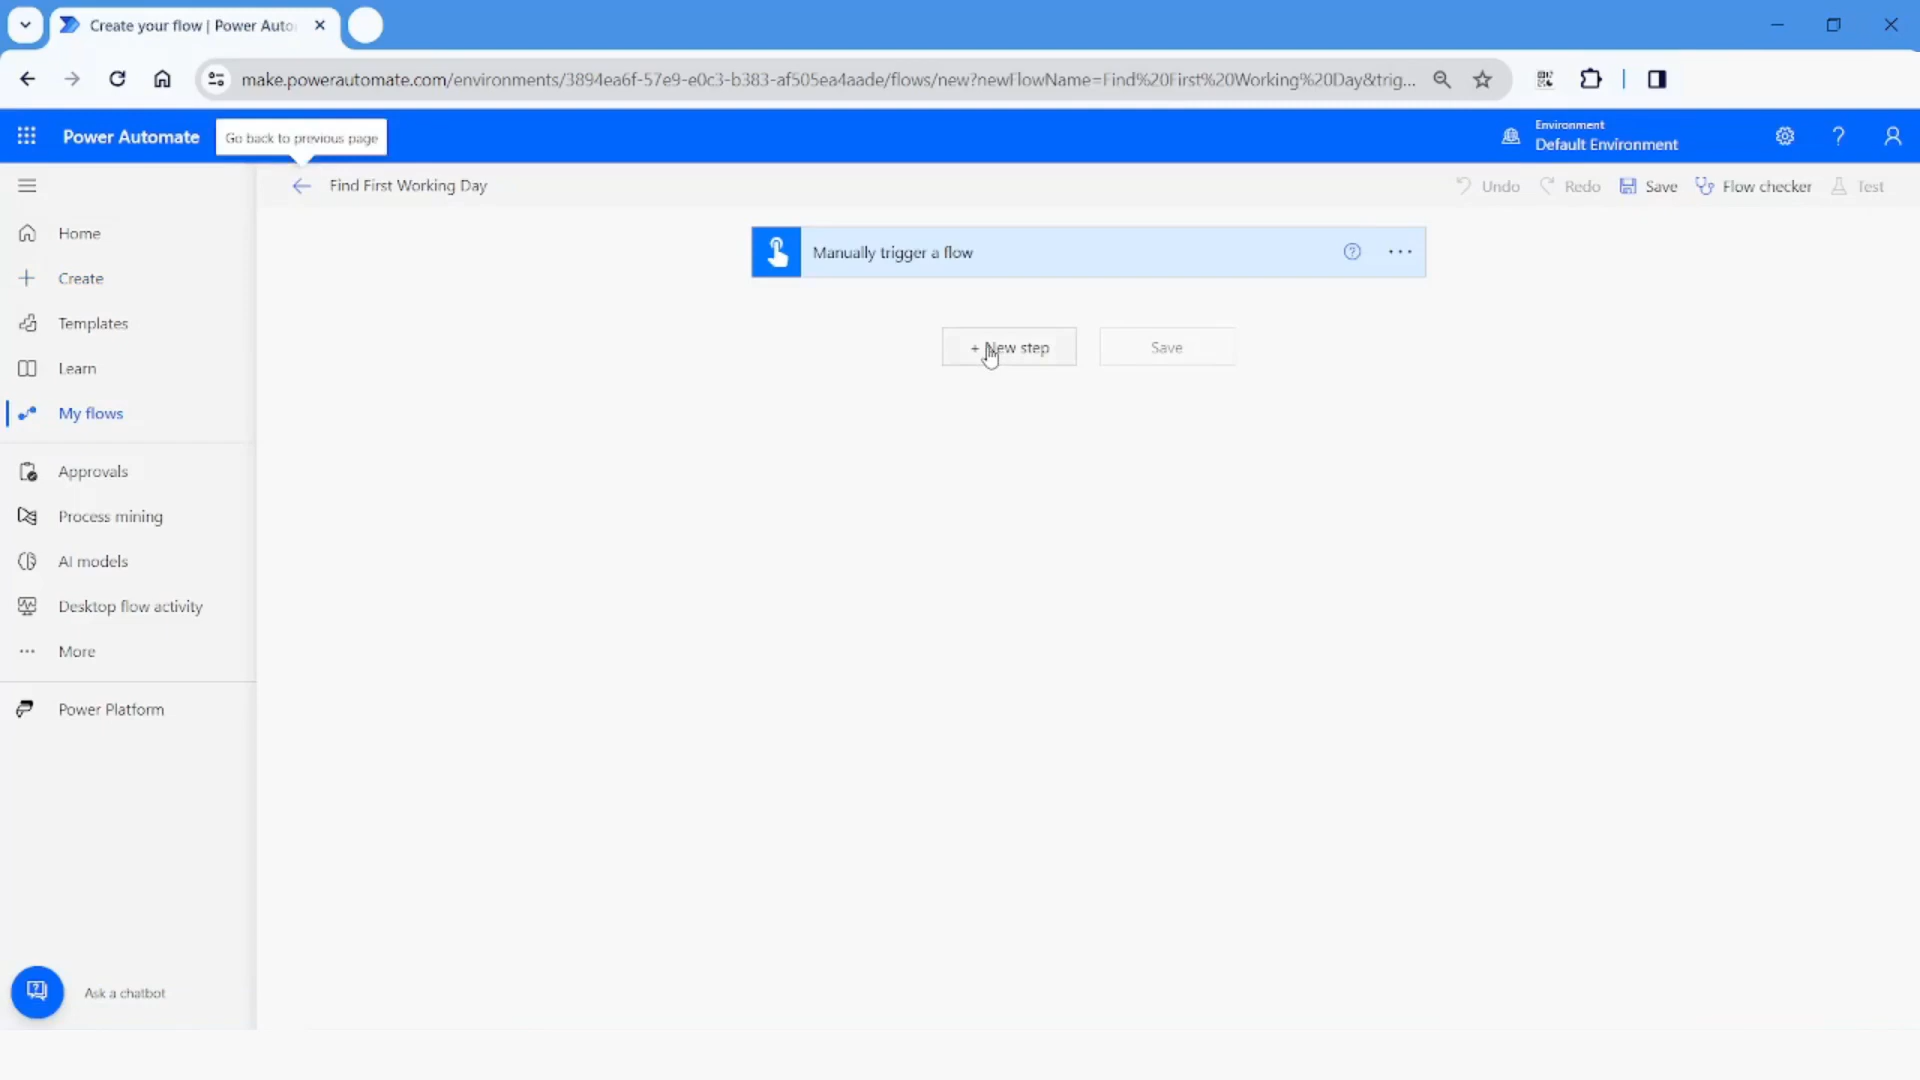 Create your flow | Power Auto
make.powerautomate.com/environments/3894ea6f-57e9-e0c3-b383-af505ea4aade/flows/new?newFlowName=Find%20First%20Working%20Day&trig...
Power Automate
Go back to previous page
Environment
Default Environment
Find First Working Day
Undo
Redo
Save
Flow checker
Test
Home
Create
Templates
Learn
My flows
Approvals
Process mining
AI models
Desktop flow activity
More
Power Platform
Ask a chatbot
Manually trigger a flow
+ New step
Save